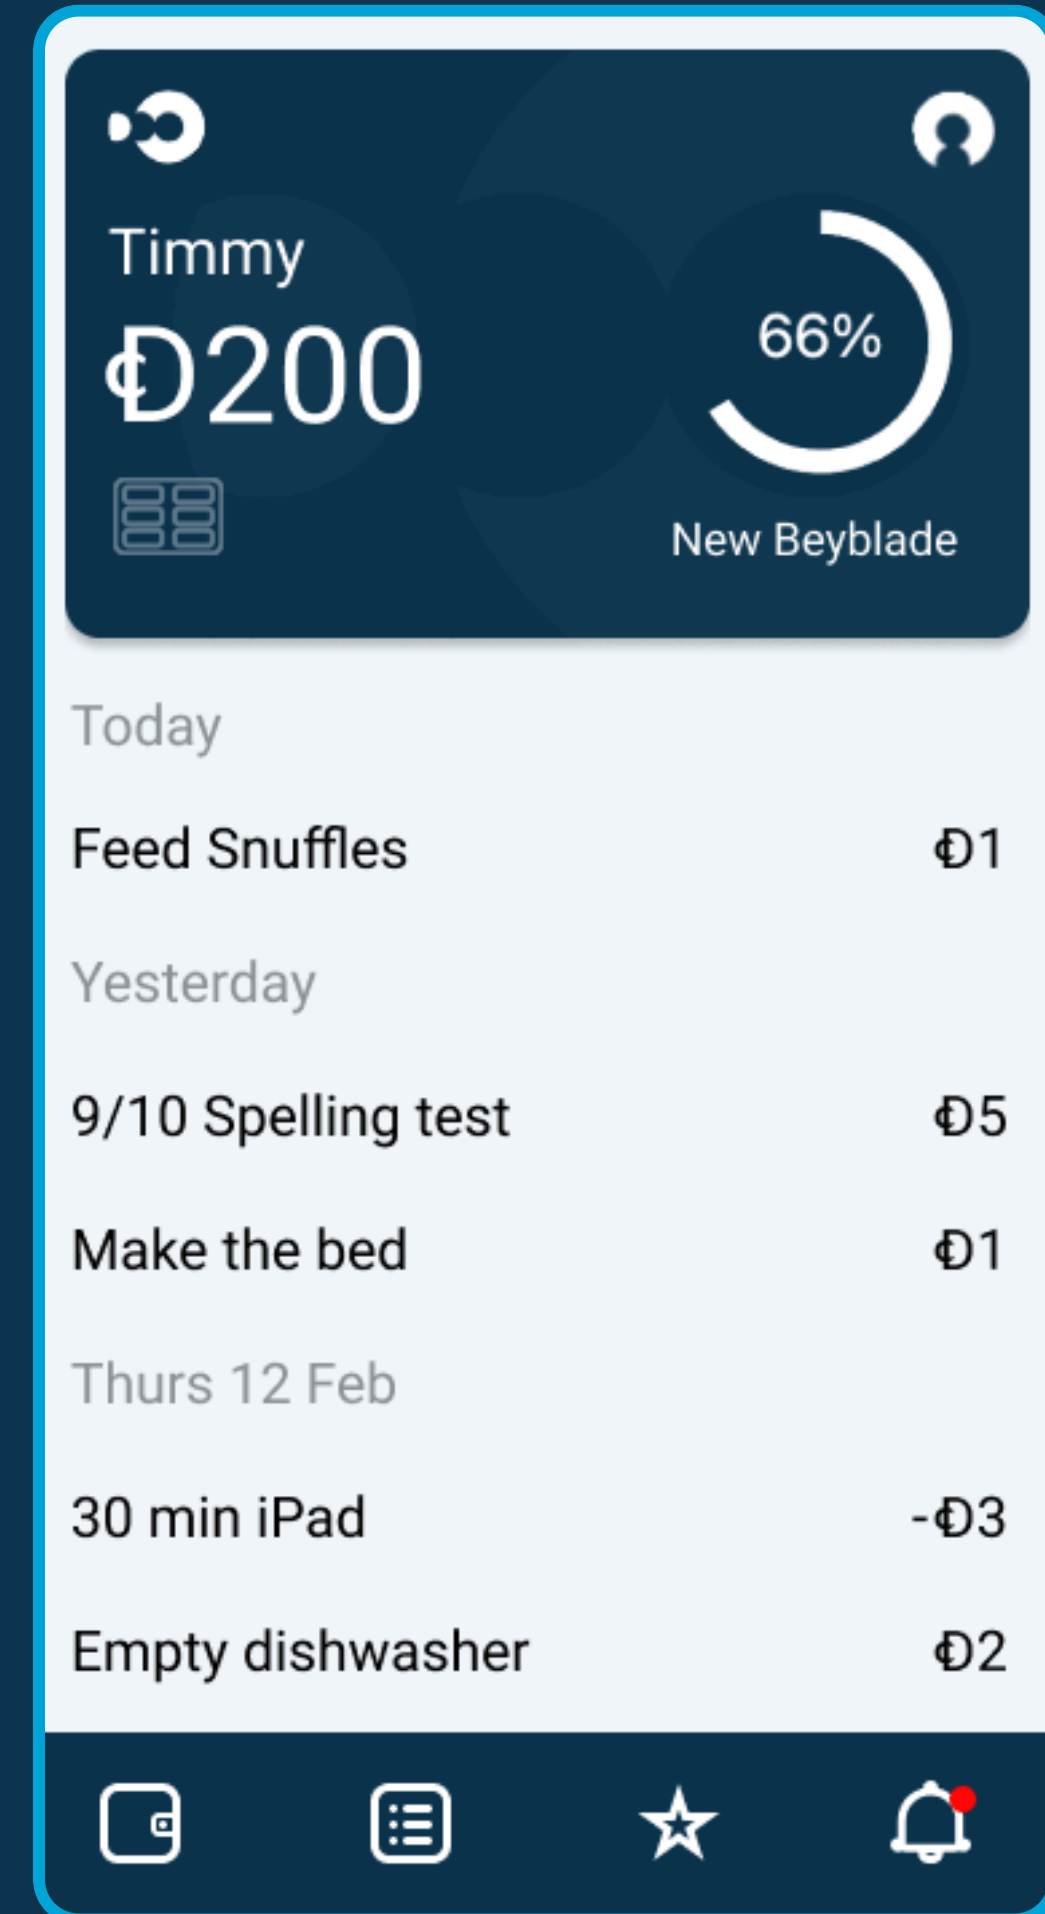 Timmy
Đ200
66%
New Beyblade
Today
Feed Snuffles Đ1
Yesterday
9/10 Spelling test Đ5
Make the bed Đ1
Thurs 12 Feb
30 min iPad -Đ3
Empty dishwasher Đ2